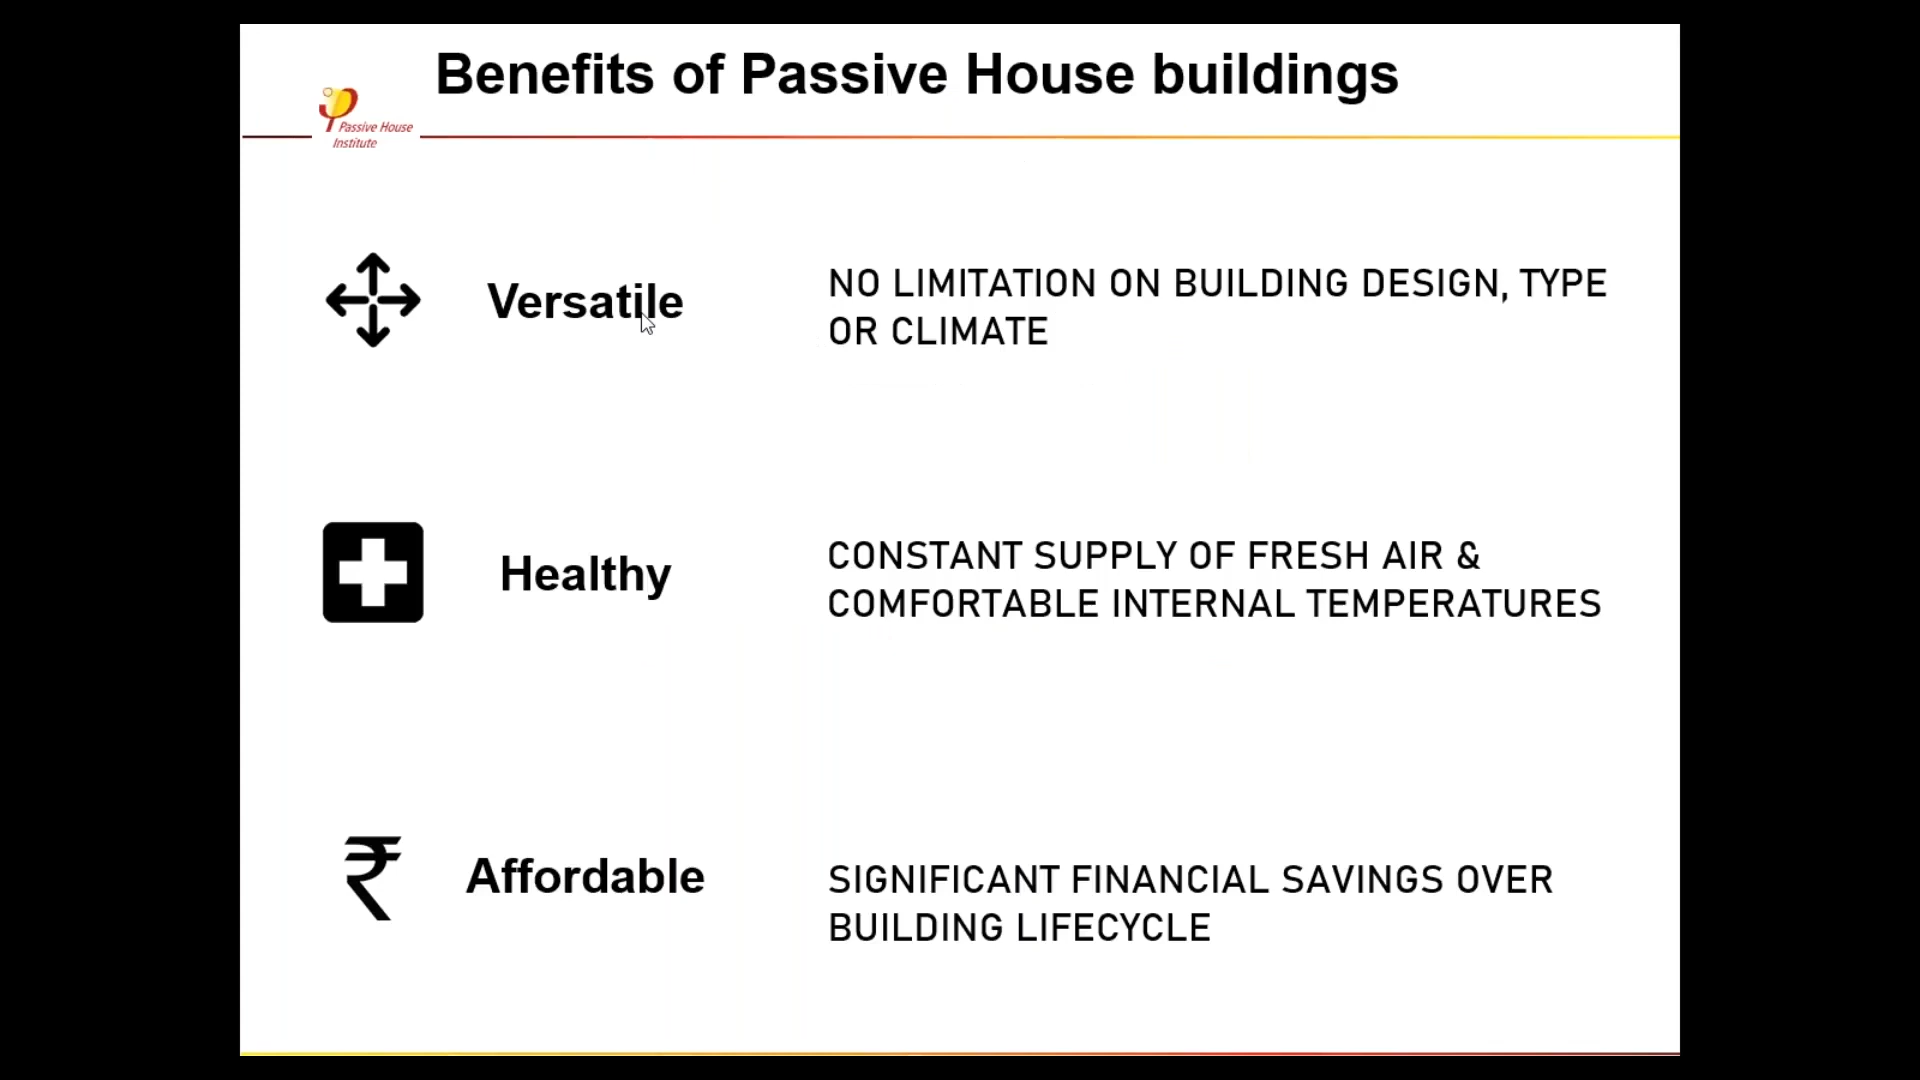 Benefits of Passive House buildings
Passive House
Institute
Versatile
NO LIMITATION ON BUILDING DESIGN, TYPE
OR CLIMATE
Healthy
CONSTANT SUPPLY OF FRESH AIR &
COMFORTABLE INTERNAL TEMPERATURES
₹
Affordable
SIGNIFICANT FINANCIAL SAVINGS OVER
BUILDING LIFECYCLE